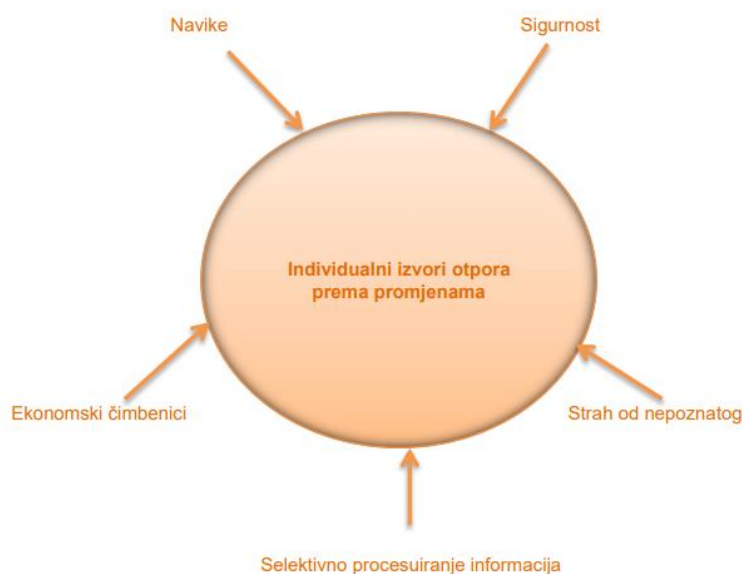 Navike
Sigurnost
Individualni izvori otpora
prema promjenama
Ekonomski čimbenici
Strah od nepoznatog
Selektivno procesuiranje informacija